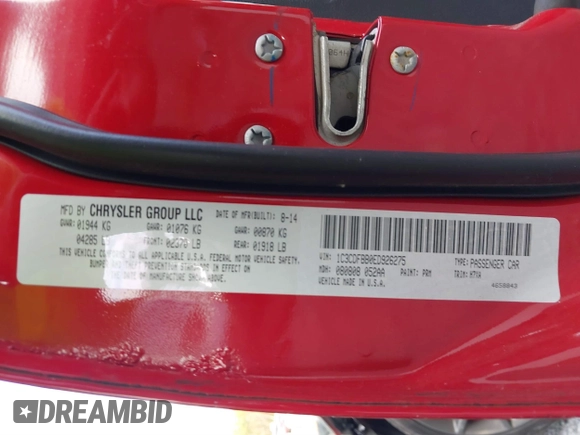 864H
MFD BY CHRYSLER GROUP LLC DATE OF MFR(BUILT): 8-14
GVWR: 01944 KG GAWR: 01076 KG GAWR: 00870 KG
04285 LB FRONT: 02370 LB REAR: 01918 LB
THIS VEHICLE CONFORMS TO ALL APPLICABLE U.S.A. FEDERAL MOTOR VEHICLE SAFETY,
BUMPER AND THEFT PREVENTION STANDARDS IN EFFECT ON THE
DATE OF MANUFACTURE SHOWN ABOVE.
VIN: 1C3CDFBB0ED926275 TYPE: PASSENGER CAR
MDH: 080808 052AA PAINT: PRM TRIM: H7X9
VEHICLE MADE IN U.S.A. 4658843
DREAMBID